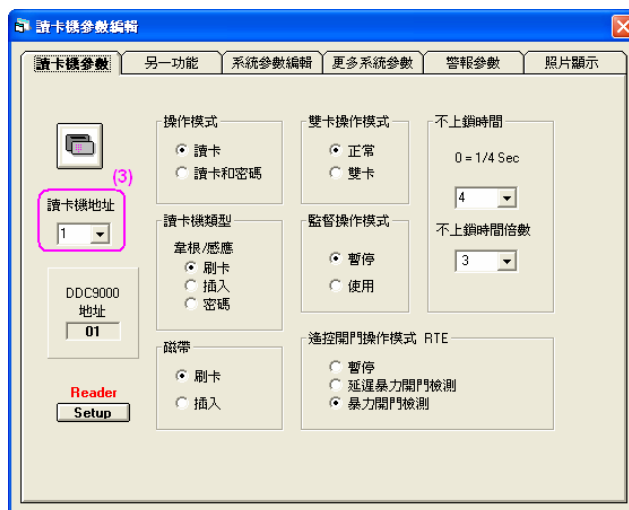 讀卡機參數編輯
讀卡機參數 另一功能 系統參數編輯 更多系統參數 警報參數 照片顯示
(3)
讀卡機地址
1
DDC9000
地址
01
Reader
Setup
操作模式
讀卡
讀卡和密碼
讀卡機類型
韋根/感應
刷卡
插入
密碼
磁帶
刷卡
插入
雙卡操作模式
正常
雙卡
監督操作模式
暫停
使用
不上鎖時間
0 = 1/4 Sec
4
不上鎖時間倍數
3
遙控開門操作模式 RTE
暫停
延遲暴力開門檢測
暴力開門檢測